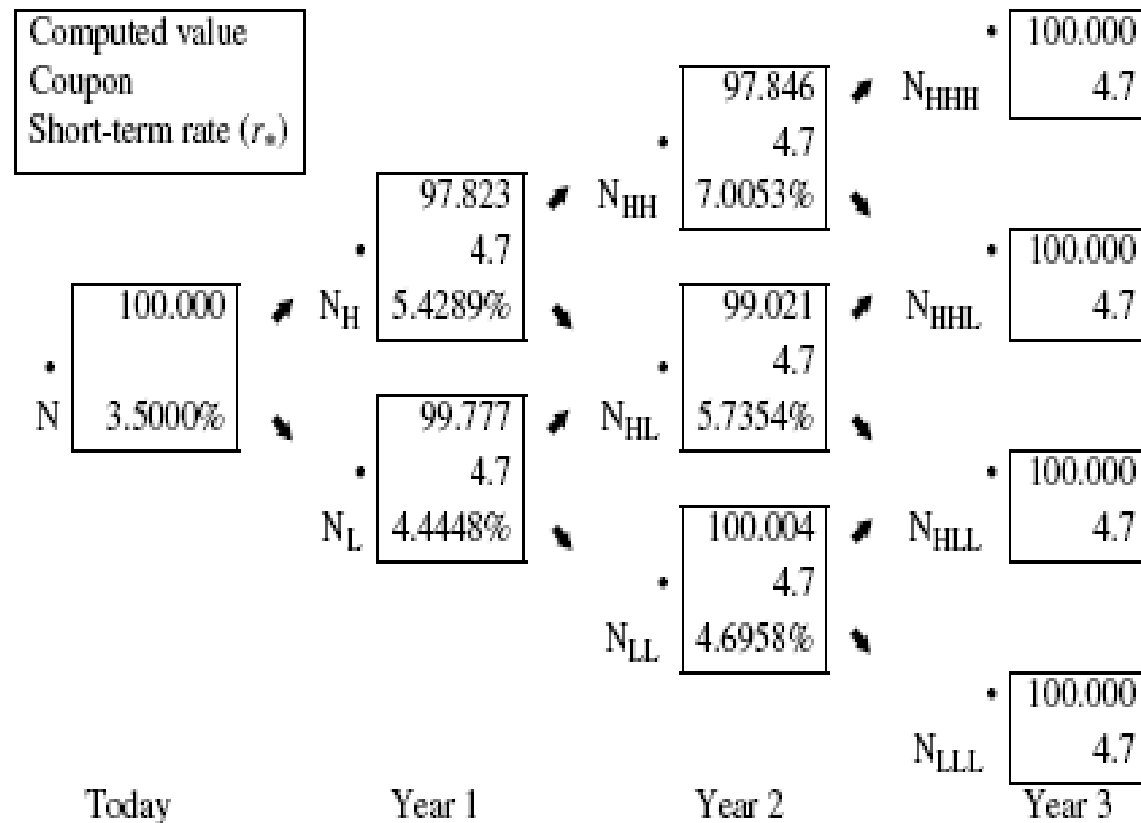 Computed value
Coupon
Short-term rate (r*)
100.000
N
3.5000%
97.823
4.7
N_H
5.4289%
99.777
4.7
N_L
4.4448%
97.846
4.7
N_HH
7.0053%
99.021
4.7
N_HL
5.7354%
100.004
4.7
N_LL
4.6958%
100.000
N_HHH
4.7
100.000
N_HHL
4.7
100.000
N_HLL
4.7
100.000
N_LLL
4.7
Today Year 1 Year 2 Year 3